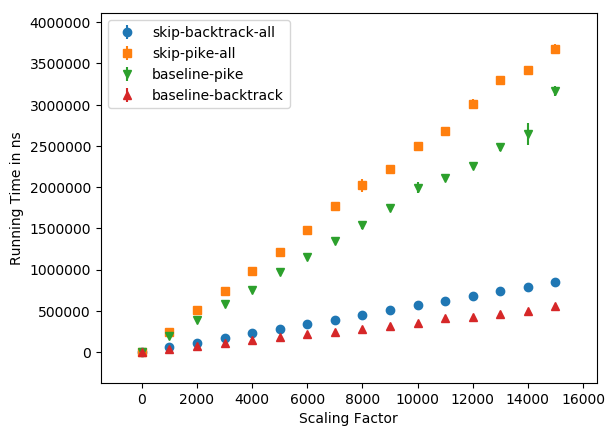 skip-backtrack-all
skip-pike-all
baseline-pike
baseline-backtrack
4000000
3500000
3000000
2500000
2000000
1500000
1000000
500000
0
Running Time in ns
0 2000 4000 6000 8000 10000 12000 14000 16000
Scaling Factor